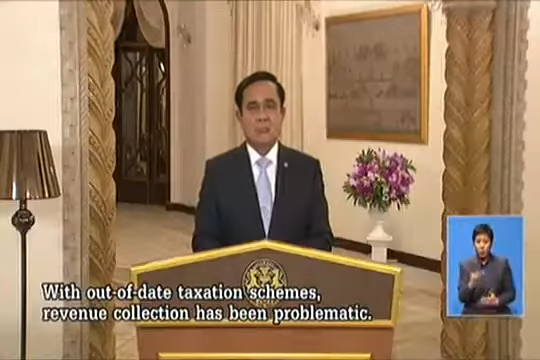 With out-of-date taxation schemes,
revenue collection has been problematic.